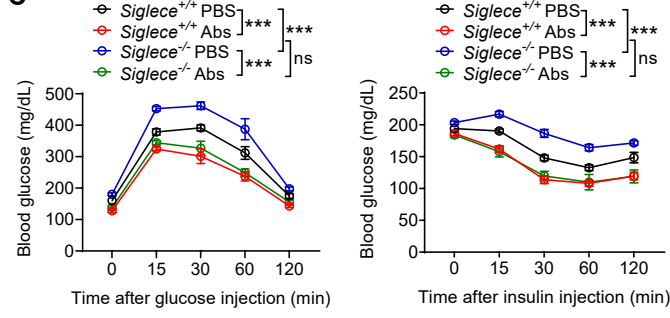 Siglece+/+ PBS
Siglece+/+ Abs
Siglece-/- PBS
Siglece-/- Abs
***
***
***
ns
Blood glucose (mg/dL)
500
400
300
200
100
0
0 15 30 60 120
Time after glucose injection (min)
Siglece+/+ PBS
Siglece+/+ Abs
Siglece-/- PBS
Siglece-/- Abs
***
***
***
ns
Blood glucose (mg/dL)
250
200
150
100
50
0
0 15 30 60 120
Time after insulin injection (min)